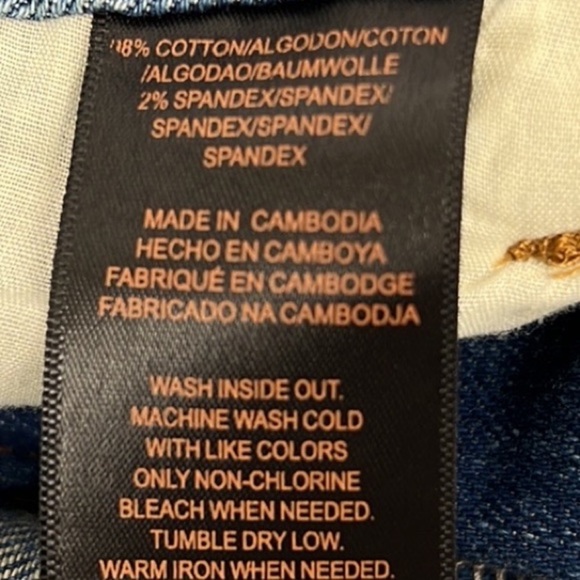 98% COTTON/ALGODON/COTON
/ALGODAO/BAUMWOLLE
2% SPANDEX/SPANDEX/
SPANDEX/SPANDEX/
SPANDEX
MADE IN CAMBODIA
HECHO EN CAMBOYA
FABRIQUÉ EN CAMBODGE
FABRICADO NA CAMBODJA
WASH INSIDE OUT.
MACHINE WASH COLD
WITH LIKE COLORS
ONLY NON-CHLORINE
BLEACH WHEN NEEDED.
TUMBLE DRY LOW.
WARM IRON WHEN NEEDED.